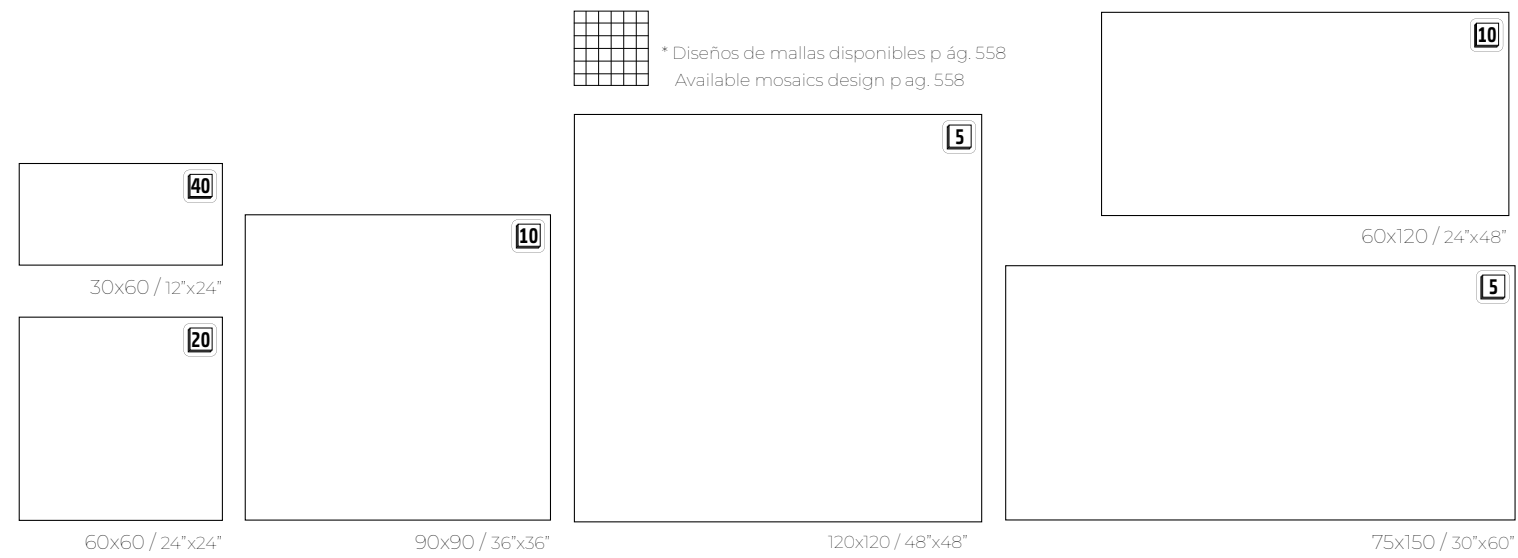 * Diseños de mallas disponibles p ág. 558
Available mosaics design p ag. 558
40
30x60 / 12”x24”
20
60x60 / 24”x24”
10
90x90 / 36”x36”
5
120x120 / 48”x48”
10
60x120 / 24”x48”
5
75x150 / 30”x60”